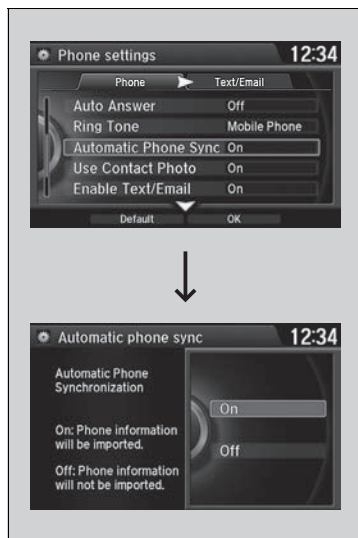 Phone settings 12:34
Phone Text/Email
Auto Answer Off
Ring Tone Mobile Phone
Automatic Phone Sync On
Use Contact Photo On
Enable Text/Email On
Default OK
Automatic phone sync 12:34
Automatic Phone
Synchronization
On: Phone information
will be imported.
Off: Phone information
will not be imported.
On
Off